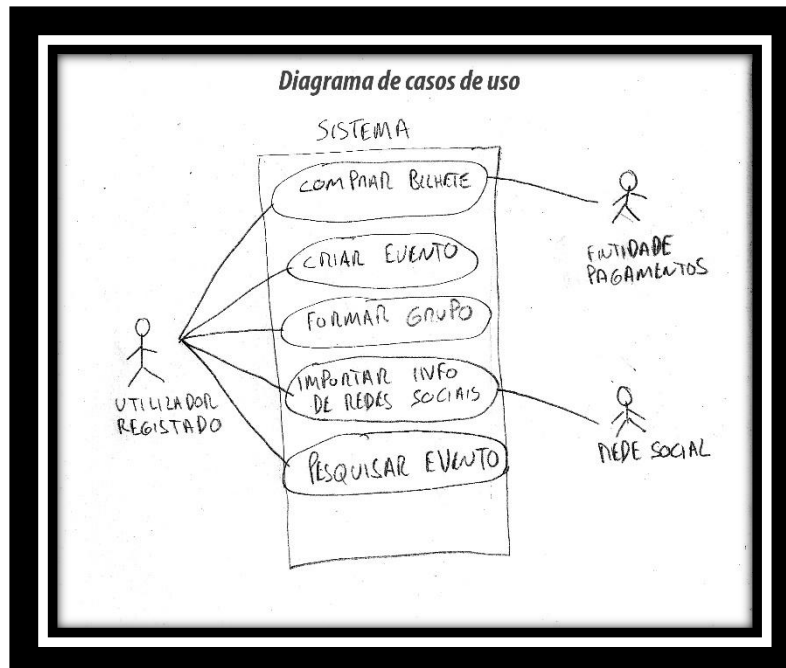 Diagrama de casos de uso
SISTEMA
COMPRAR BILHETE
CRIAR EVENTO
FORMAR GRUPO
IMPORTAR INFO
DE REDES SOCIAIS
PESQUISAR EVENTO
UTILIZADOR
REGISTADO
ENTIDADE
PAGAMENTOS
REDE SOCIAL